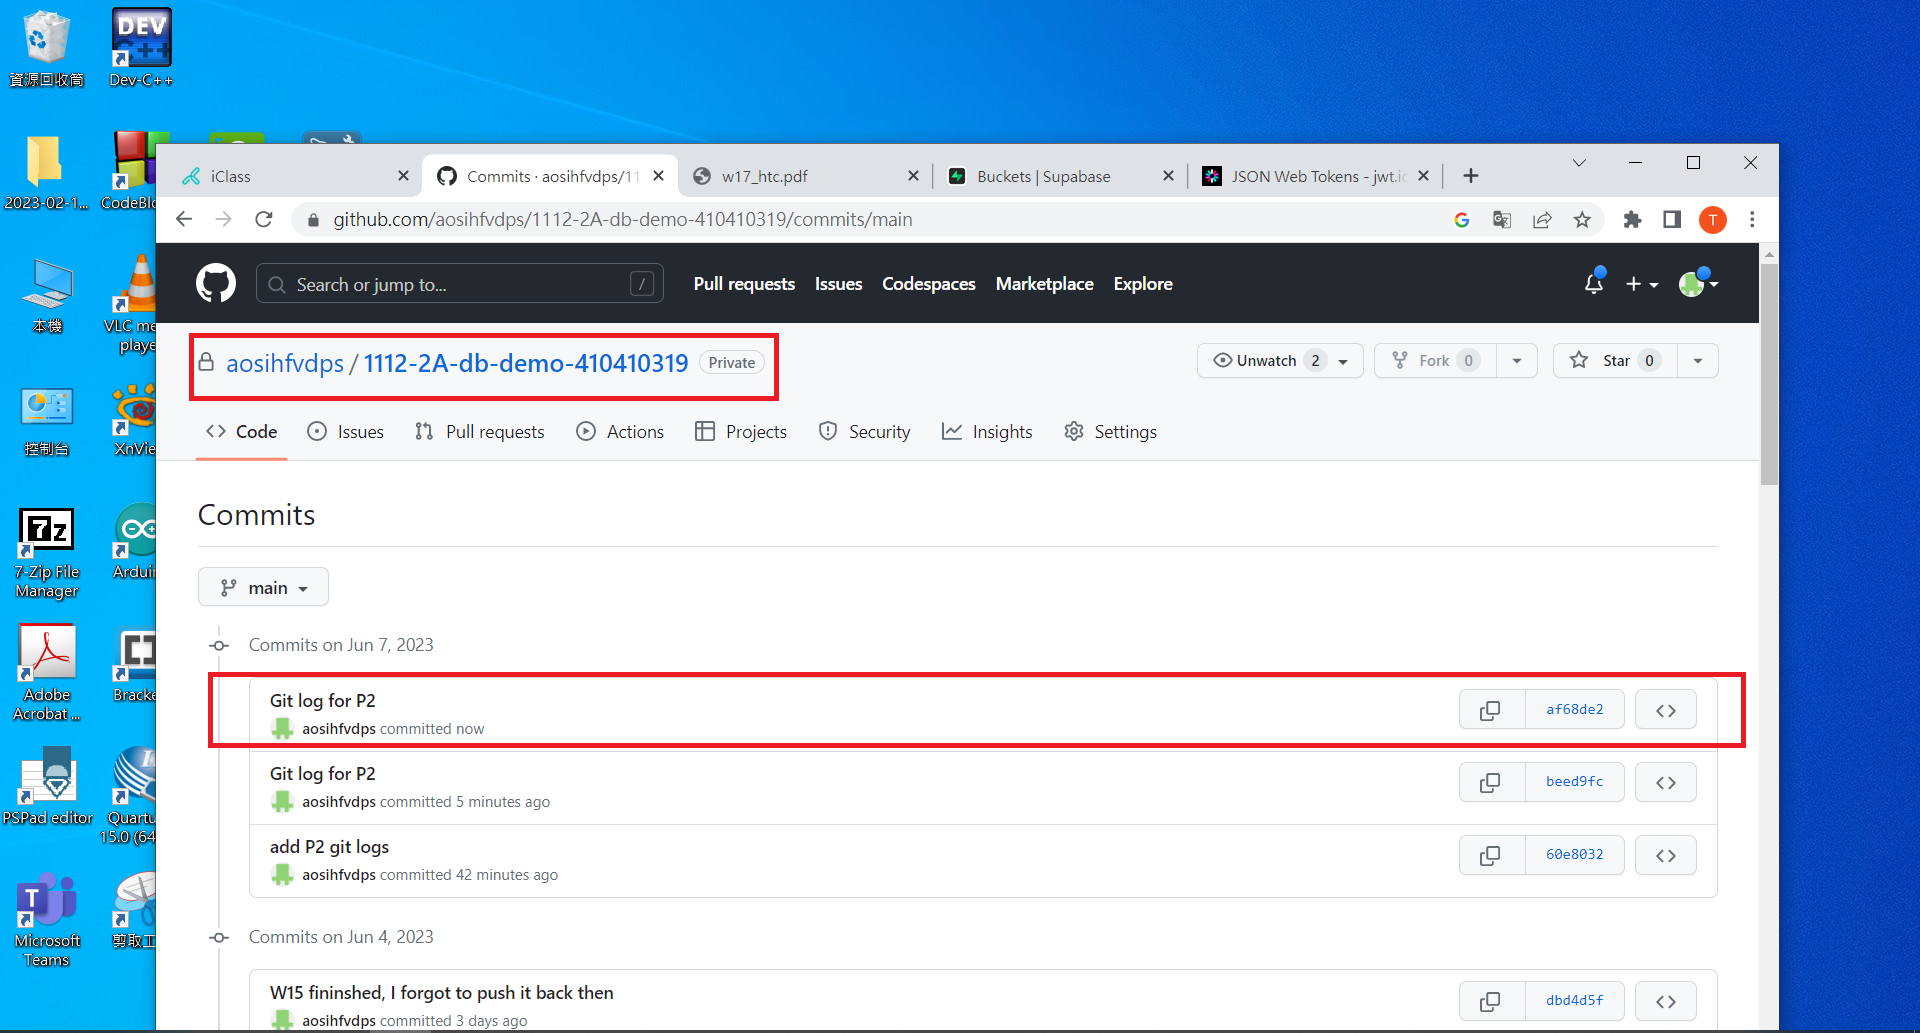 資源回收筒
Dev-C++
2023-02-1...
CodeBlo
本機
VLC me
playe
控制台
XnVie
7-Zip File
Manager
Ardui
Adobe
Acrobat ...
Bracke
PSPad editor
Quartu
15.0 (64
Microsoft
Teams
剪取工
iClass
Commits · aosihfvdps/11
w17_htc.pdf
Buckets | Supabase
JSON Web Tokens - jwt.io
github.com/aosihfvdps/1112-2A-db-demo-410410319/commits/main
T
Search or jump to...
/
Pull requests
Issues
Codespaces
Marketplace
Explore
aosihfvdps / 1112-2A-db-demo-410410319 Private
Unwatch 2
Fork 0
Star 0
Code
Issues
Pull requests
Actions
Projects
Security
Insights
Settings
Commits
main
Commits on Jun 7, 2023
Git log for P2
aosihfvdps committed now
af68de2
Git log for P2
aosihfvdps committed 5 minutes ago
beed9fc
add P2 git logs
aosihfvdps committed 42 minutes ago
60e8032
Commits on Jun 4, 2023
W15 fininshed, I forgot to push it back then
aosihfvdps committed 3 days ago
dbd4d5f